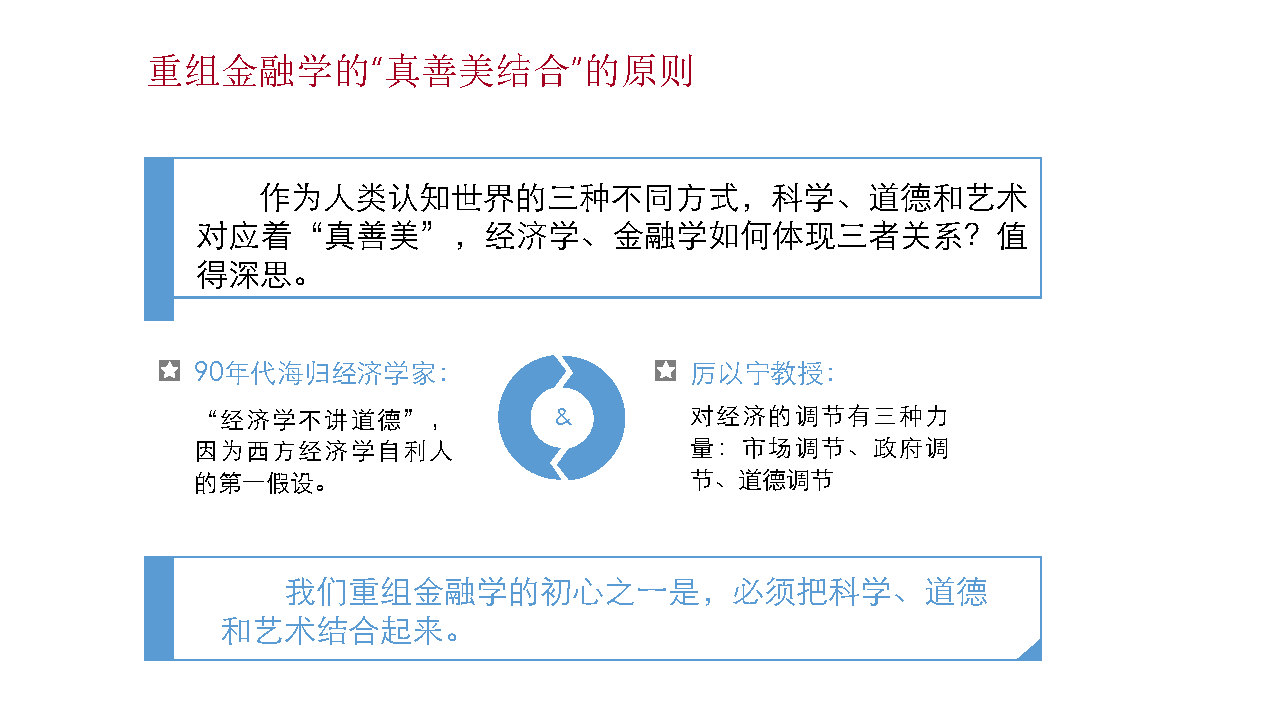 重组金融学的“真善美结合”的原则
作为人类认知世界的三种不同方式，科学、道德和艺术
对应着“真善美”，经济学、金融学如何体现三者关系？值
得深思。
90年代海归经济学家：
“经济学不讲道德”，
因为西方经济学自利人
的第一假设。
&
厉以宁教授：
对经济的调节有三种力
量：市场调节、政府调
节、道德调节
我们重组金融学的初心之一是，必须把科学、道德
和艺术结合起来。